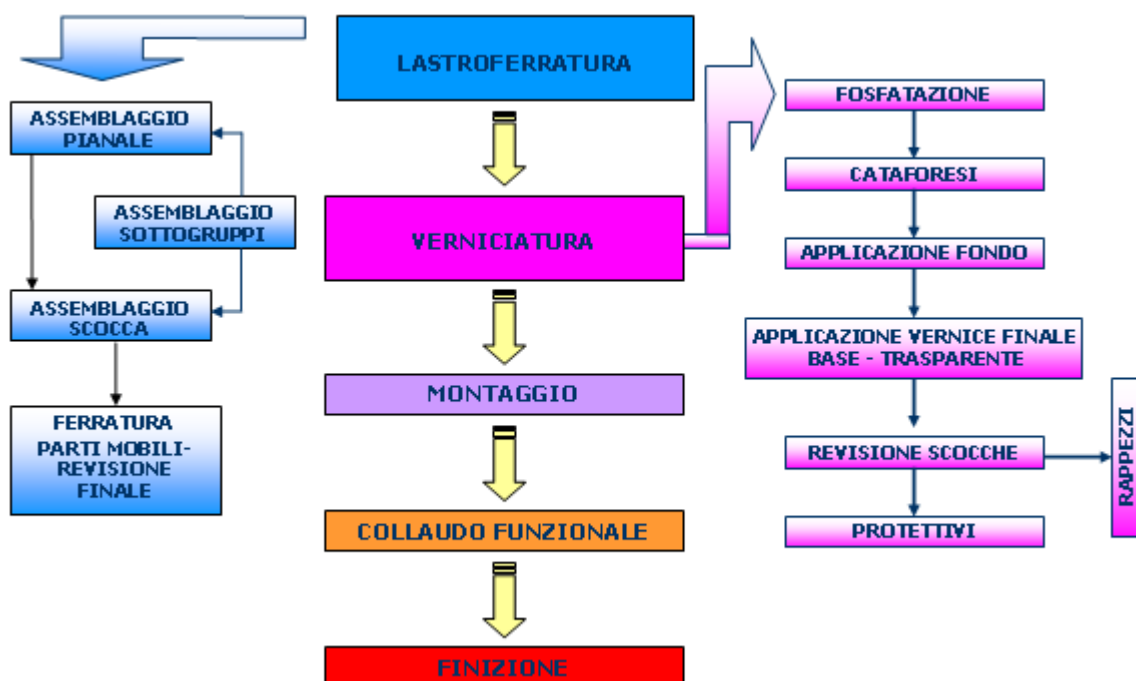 LASTROFERRATURA
ASSEMBLAGGIO
PIANALE
ASSEMBLAGGIO
SOTTOGRUPPI
ASSEMBLAGGIO
SCOCCA
FERRATURA
PARTI MOBILI-
REVISIONE
FINALE
VERNICIATURA
MONTAGGIO
COLLAUDO FUNZIONALE
FINIZIONE
FOSFATAZIONE
CATAFORESI
APPLICAZIONE FONDO
APPLICAZIONE VERNICE FINALE
BASE - TRASPARENTE
REVISIONE SCOCCHE
RAPPEZZI
PROTETTIVI